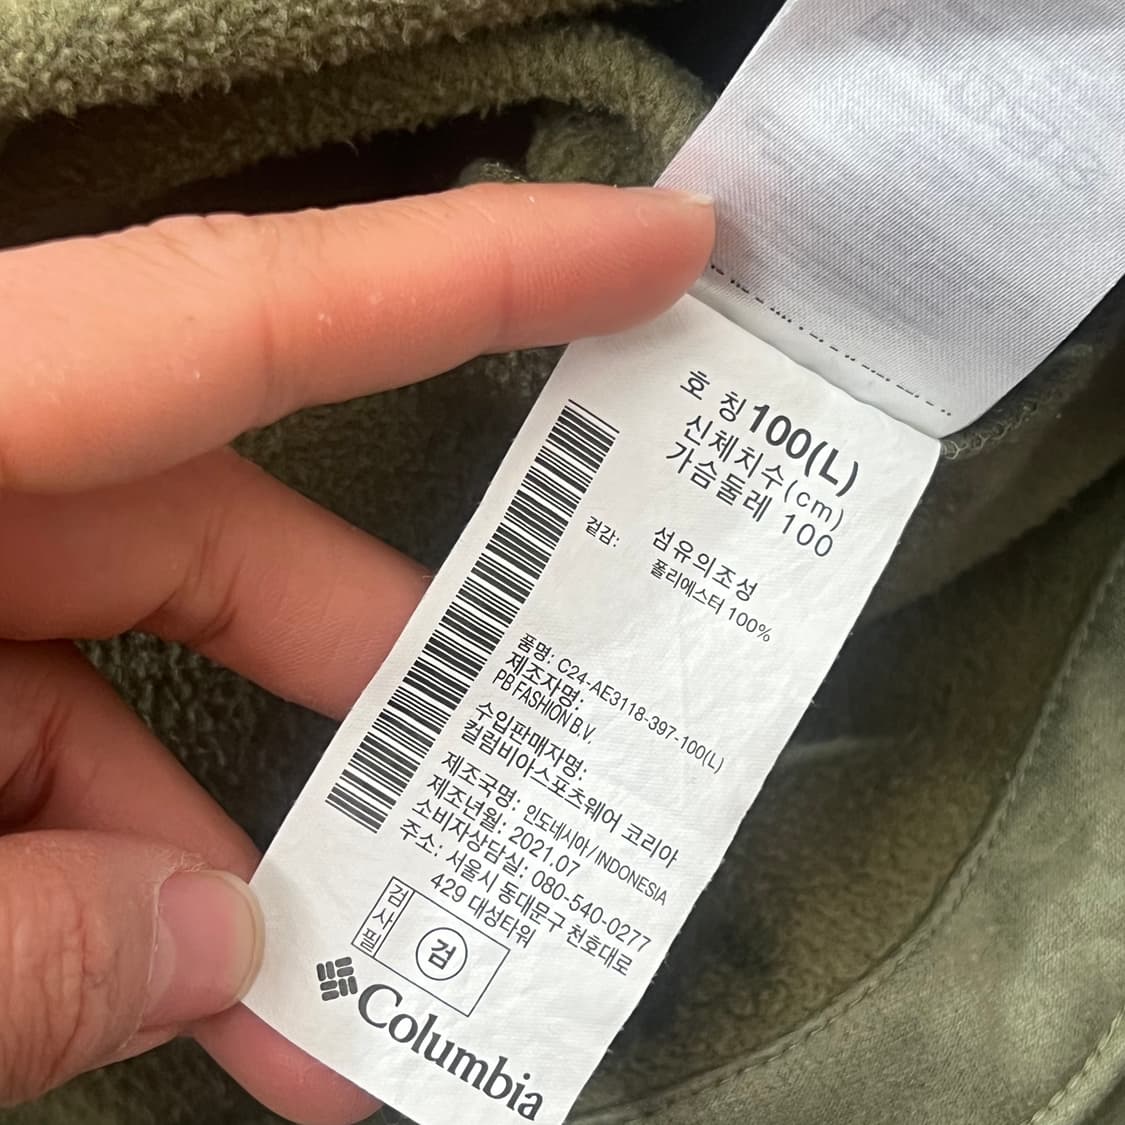 호 칭 100(L)
신체치수(cm)
가슴둘레 100
섬유의조성
겉감: 폴리에스터 100%
품명: C24-AE3118-397-100(L)
제조자명:
PB FASHION B.V.
수입판매자명:
컬럼비아스포츠웨어 코리아
제조국명: 인도네시아/INDONESIA
제조년월: 2021.07
소비자상담실: 080-540-0277
주소: 서울시 동대문구 천호대로
429 대성타워
검사필
검
Columbia